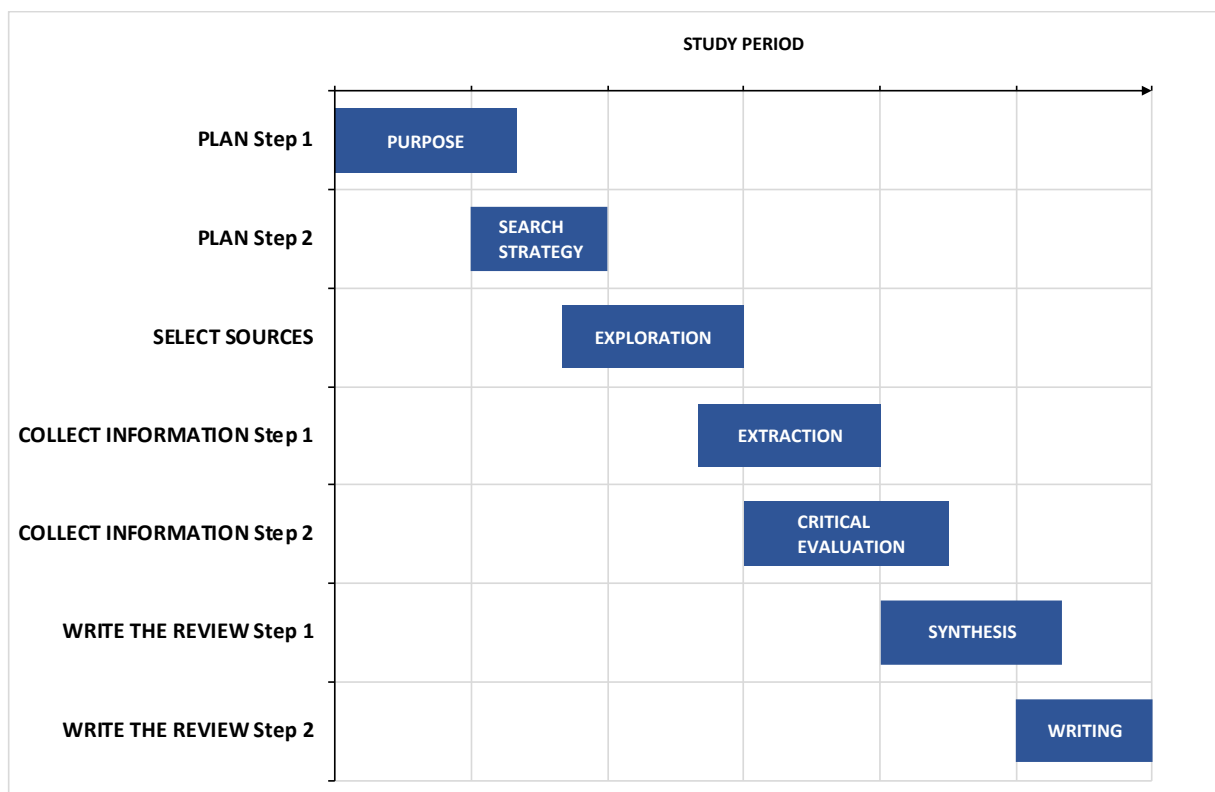 STUDY PERIOD
PLAN Step 1
PURPOSE
PLAN Step 2
SEARCH
STRATEGY
SELECT SOURCES
EXPLORATION
COLLECT INFORMATION Step 1
EXTRACTION
COLLECT INFORMATION Step 2
CRITICAL
EVALUATION
WRITE THE REVIEW Step 1
SYNTHESIS
WRITE THE REVIEW Step 2
WRITING